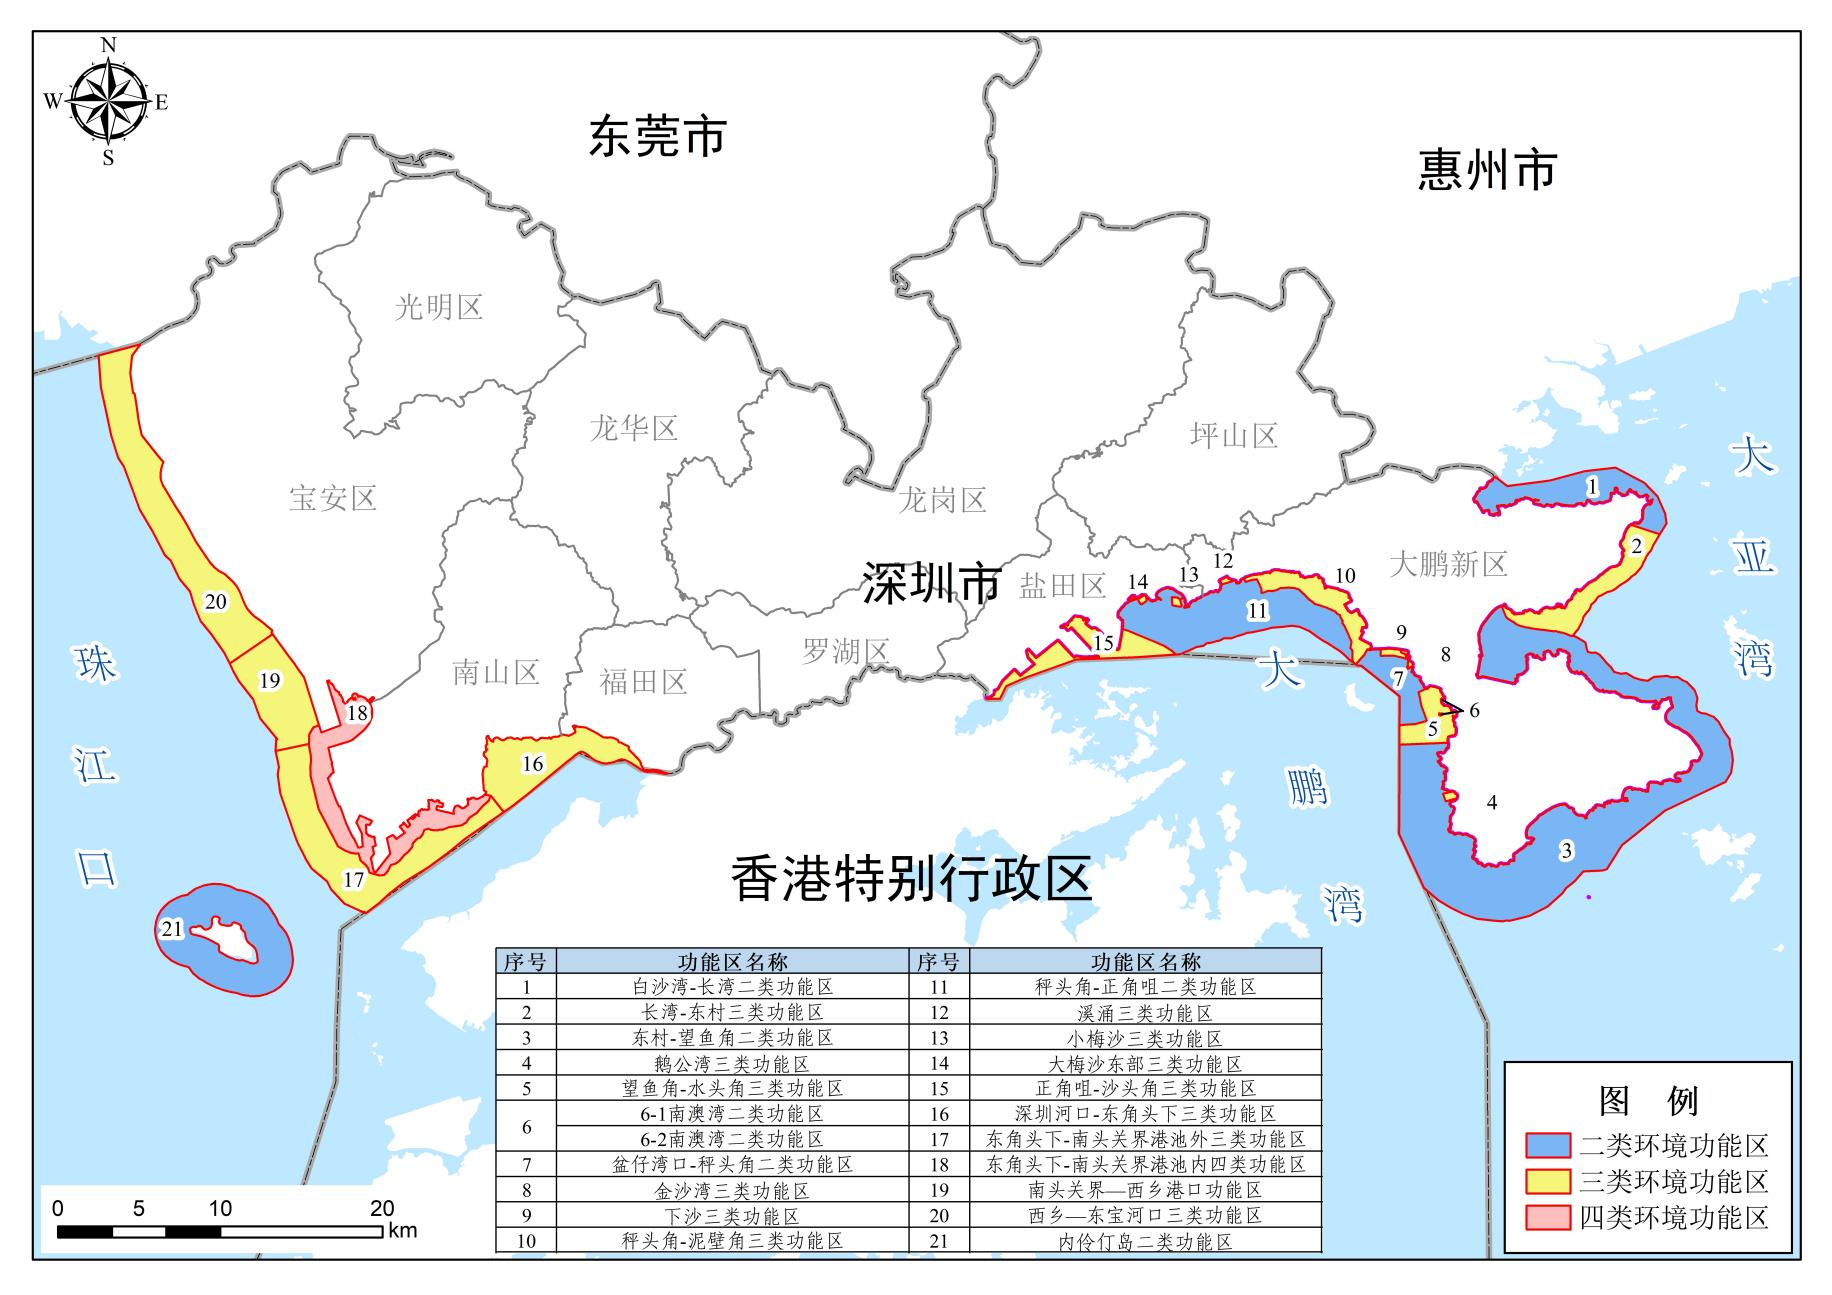 N
W E
S
东莞市
惠州市
光明区
龙华区
坪山区
宝安区
龙岗区
大鹏新区
深圳市
盐田区
罗湖区
南山区
福田区
香港特别行政区
珠
江
口
大
亚
湾
大
鹏
湾
1
2
3
4
5
6
7
8
9
10
11
12
13
14
15
16
17
18
19
20
21
序号 功能区名称 序号 功能区名称
1 白沙湾-长湾二类功能区 11 秤头角-正角咀二类功能区
2 长湾-东村三类功能区 12 溪涌三类功能区
3 东村-望鱼角二类功能区 13 小梅沙三类功能区
4 鹅公湾三类功能区 14 大梅沙东部三类功能区
5 望鱼角-水头角三类功能区 15 正角咀-沙头角三类功能区
6 6-1南澳湾二类功能区 16 深圳河口-东角头下三类功能区
6-2南澳湾二类功能区 17 东角头下-南头关界港池外三类功能区
7 盆仔湾口-秤头角二类功能区 18 东角头下-南头关界港池内四类功能区
8 金沙湾三类功能区 19 南头关界—西乡港口功能区
9 下沙三类功能区 20 西乡—东宝河口三类功能区
10 秤头角-泥壁角三类功能区 21 内伶仃岛二类功能区
图 例
二类环境功能区
三类环境功能区
四类环境功能区
0 5 10 20
km